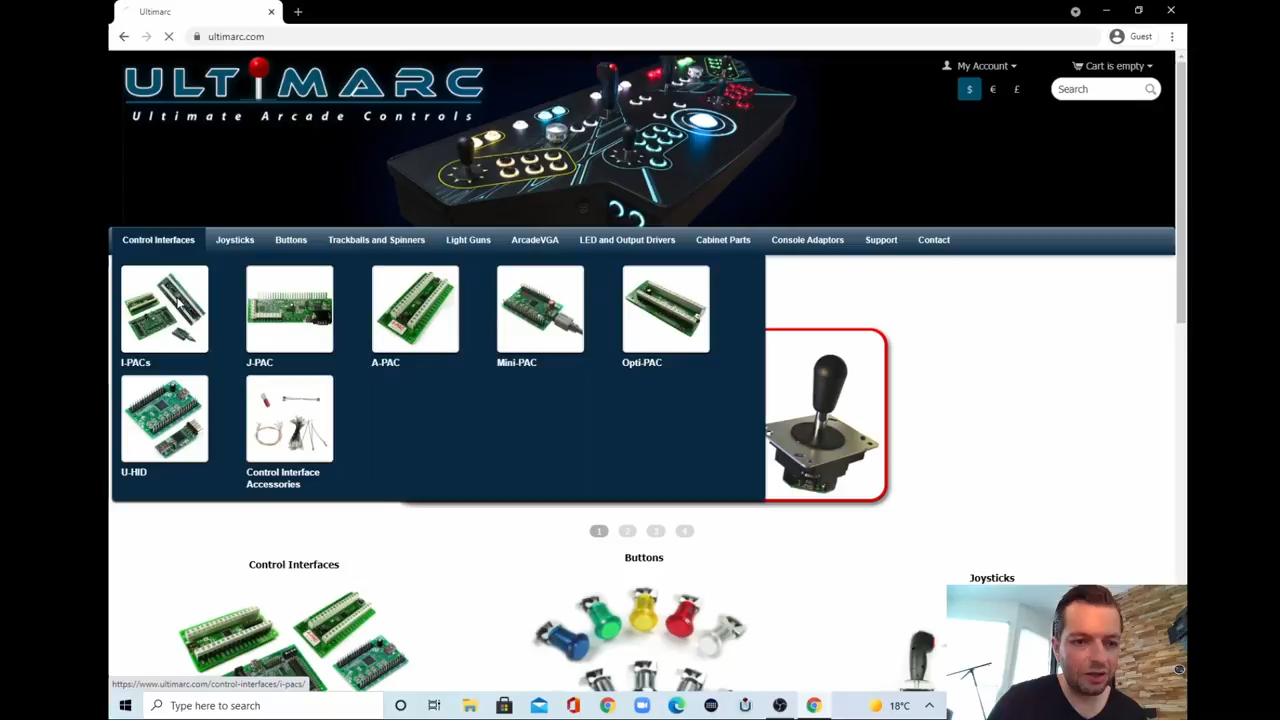 Ultimarc
ultimarc.com
Guest
ULTIMARC
Ultimate Arcade Controls
My Account
Cart is empty
$ € £
Search
Control Interfaces Joysticks Buttons Trackballs and Spinners Light Guns ArcadeVGA LED and Output Drivers Cabinet Parts Console Adaptors Support Contact
I-PACs J-PAC A-PAC Mini-PAC Opti-PAC
U-HID Control Interface
Accessories
1 2 3 4
Control Interfaces
Buttons
Joysticks
https://www.ultimarc.com/control-interfaces/i-pacs/
Type here to search
18°C